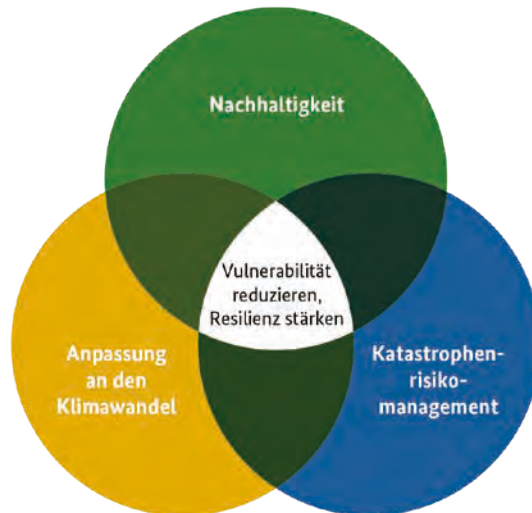 Nachhaltigkeit
Vulnerabilität
reduzieren,
Resilienz stärken
Anpassung
an den
Klimawandel
Katastrophen-
risiko-
management